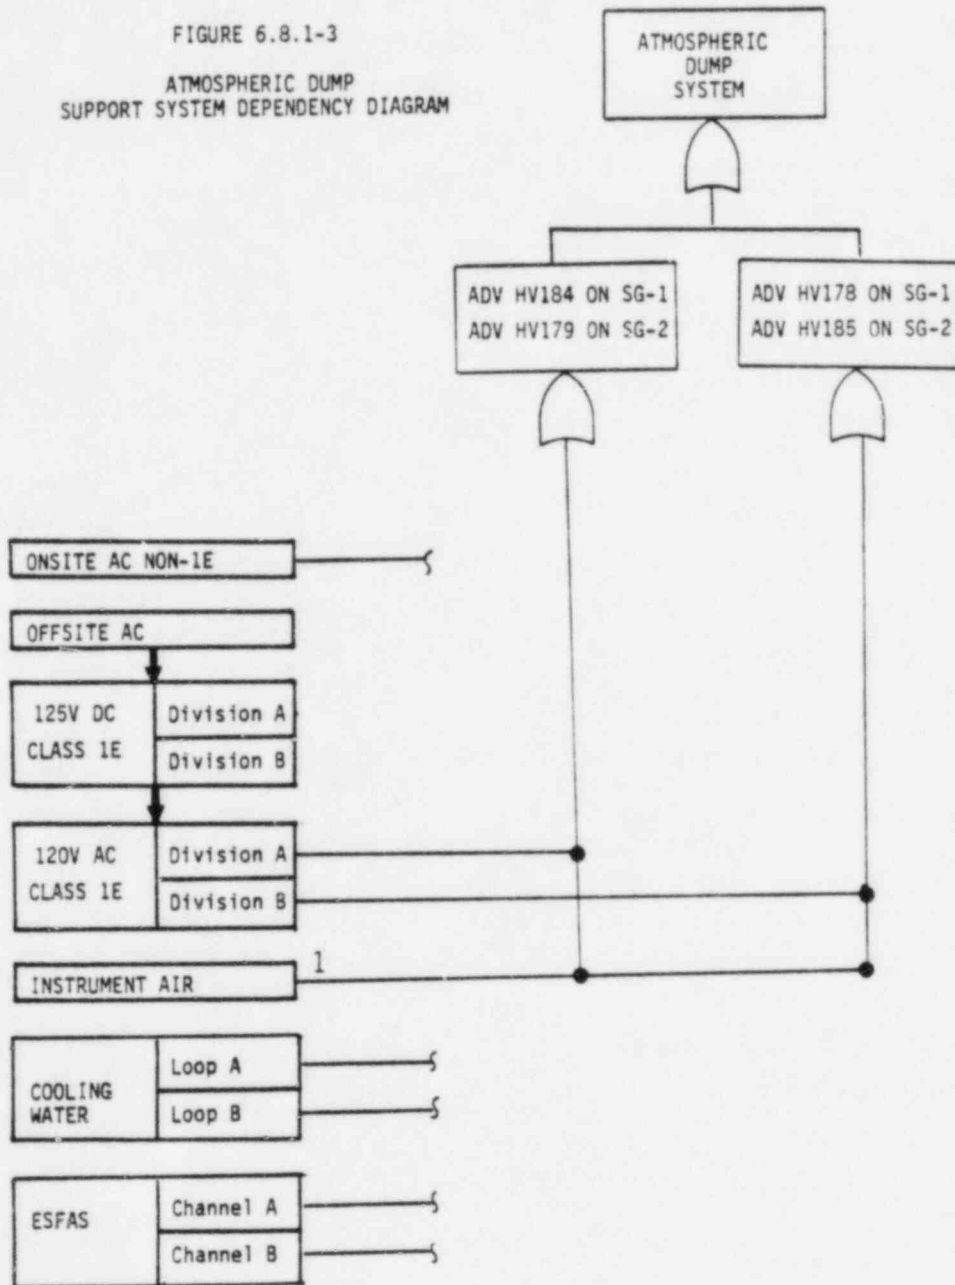 FIGURE 6.8.1-3
ATMOSPHERIC DUMP
SUPPORT SYSTEM DEPENDENCY DIAGRAM
ATMOSPHERIC
DUMP
SYSTEM
ADV HV184 ON SG-1
ADV HV179 ON SG-2
ADV HV178 ON SG-1
ADV HV185 ON SG-2
ONSITE AC NON-1E
OFFSITE AC
125V DC
CLASS 1E
Division A
Division B
120V AC
CLASS 1E
Division A
Division B
INSTRUMENT AIR
1
COOLING
WATER
Loop A
Loop B
ESFAS
Channel A
Channel B